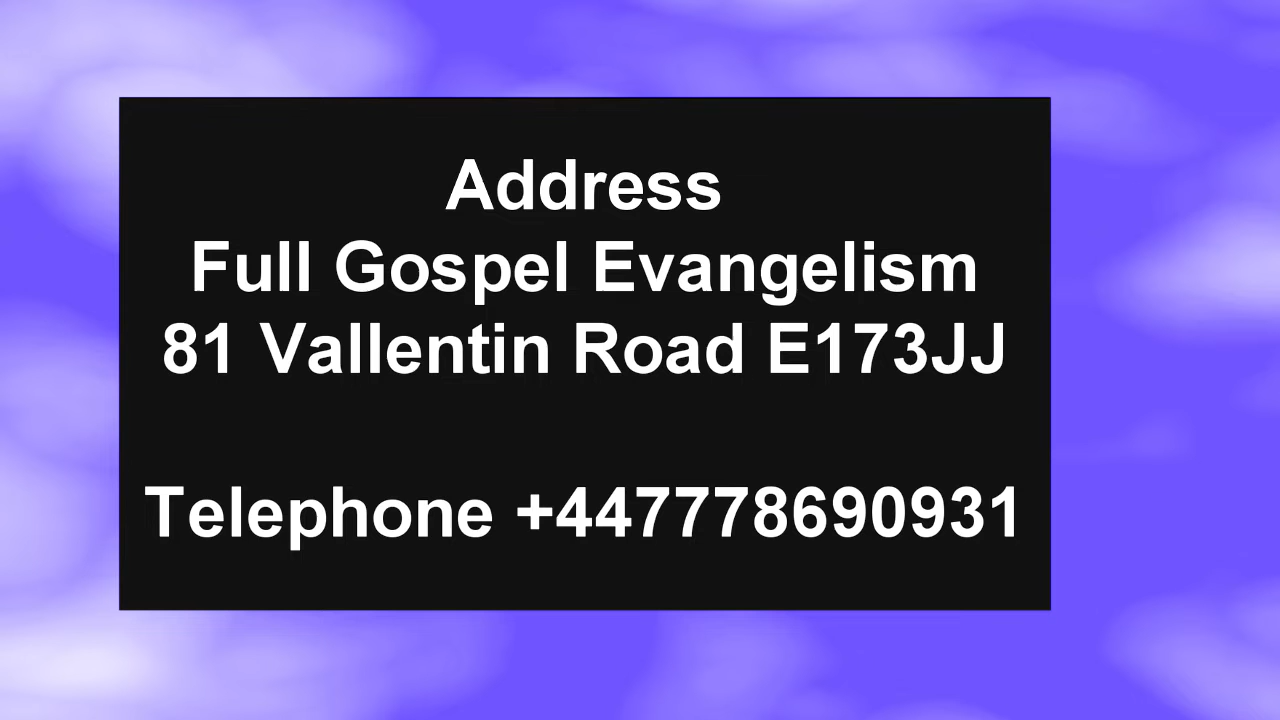 Address
Full Gospel Evangelism
81 Vallentin Road E173JJ
Telephone +447778690931